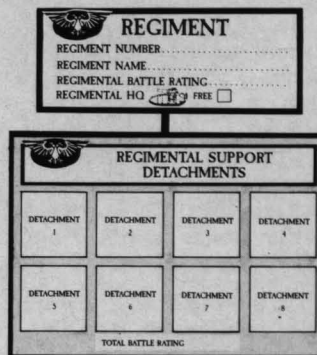 REGIMENT
REGIMENT NUMBER....................
REGIMENT NAME.....................
REGIMENTAL BATTLE RATING......
REGIMENTAL HQ FREE
REGIMENTAL SUPPORT
DETACHMENTS
DETACHMENT DETACHMENT DETACHMENT DETACHMENT
1 2 3 4
DETACHMENT DETACHMENT DETACHMENT DETACHMENT
5 6 7 8
TOTAL BATTLE RATING